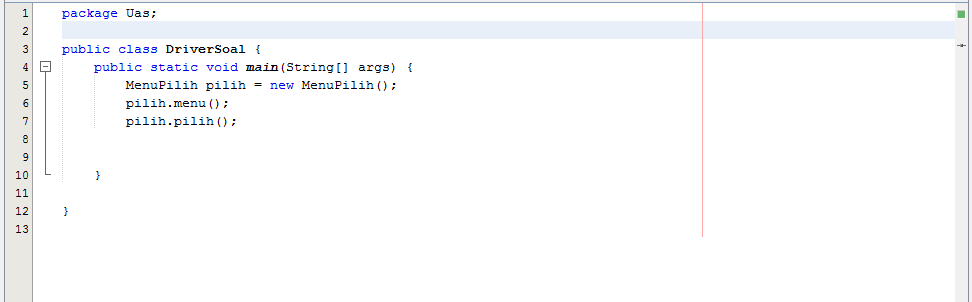 1 package Uas;
2
3 public class DriverSoal {
4 public static void main(String[] args) {
5 MenuPilih pilih = new MenuPilih();
6 pilih.menu();
7 pilih.pilih();
8
9
10 }
11
12 }
13